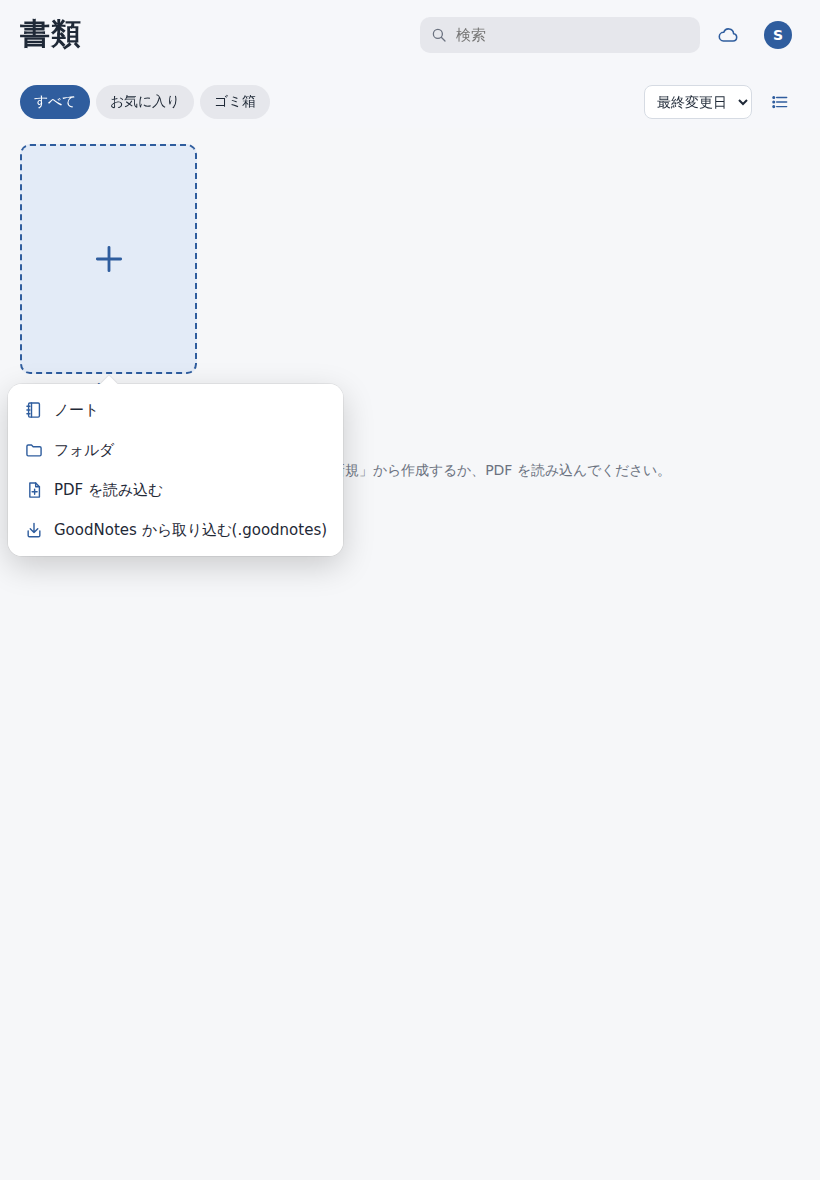 書類
検索
S
すべて
お気に入り
ゴミ箱
最終変更日
ノート
フォルダ
規」から作成するか、PDF を読み込んでください。
PDF を読み込む
GoodNotes から取り込む(.goodnotes)